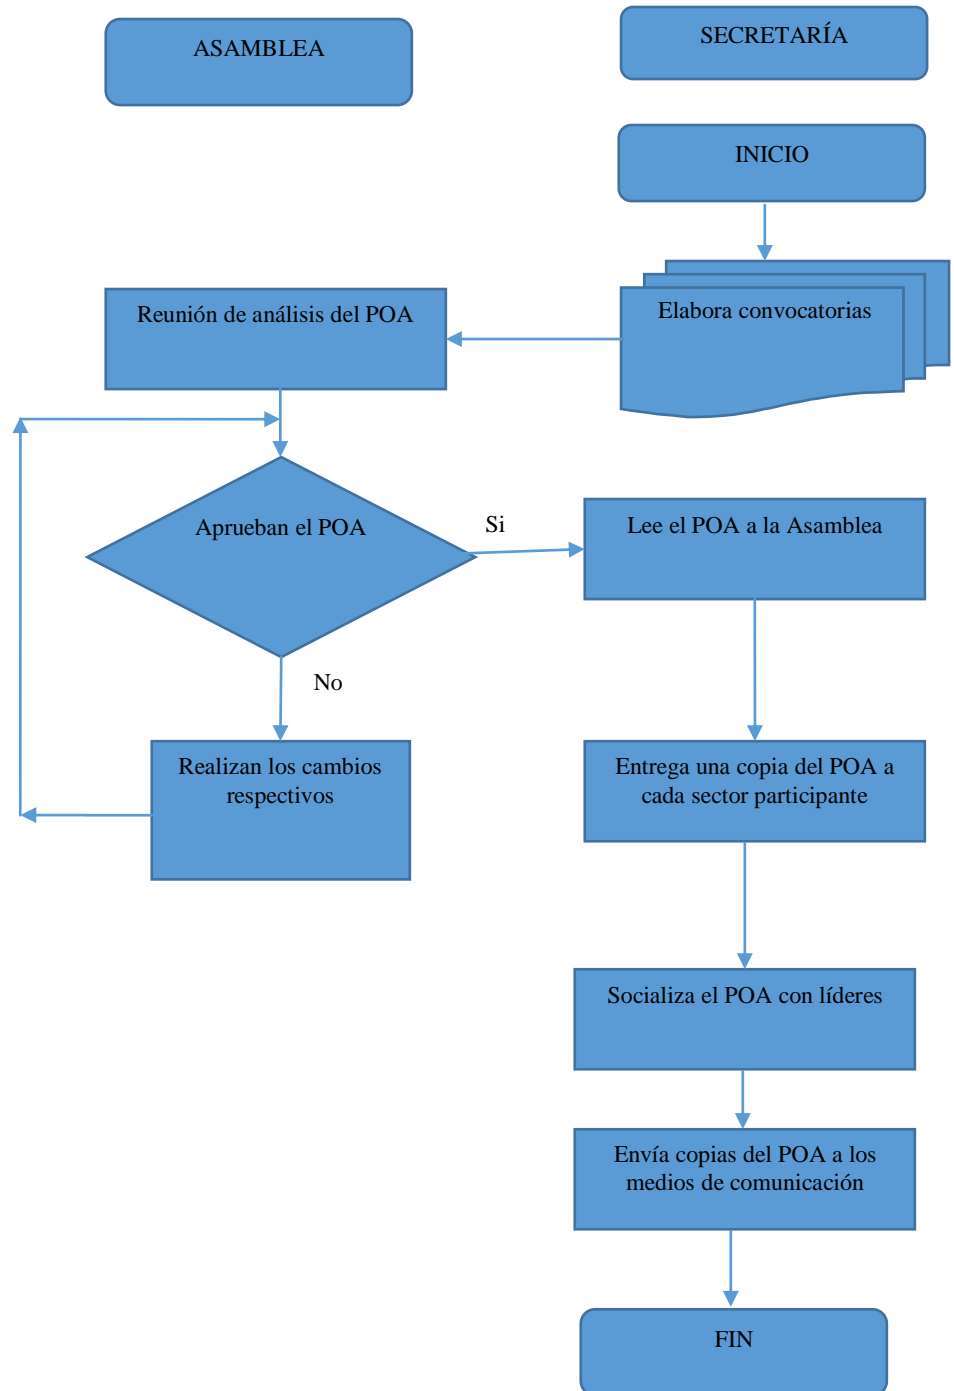 ASAMBLEA
SECRETARÍA
INICIO
Elabora convocatorias
Reunión de análisis del POA
Aprueban el POA
Si
Lee el POA a la Asamblea
No
Realizan los cambios
respectivos
Entrega una copia del POA a
cada sector participante
Socializa el POA con líderes
Envía copias del POA a los
medios de comunicación
FIN